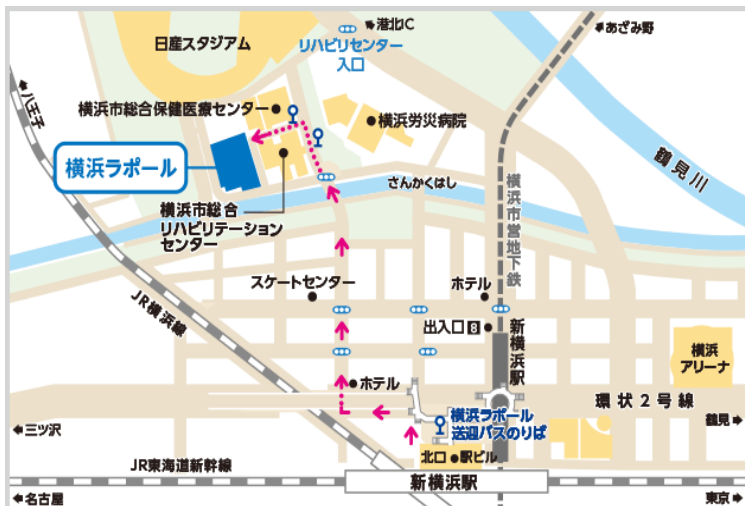 日産スタジアム
港北IC
リハビリセンター
入口
あざみ野
八王子
横浜市総合保健医療センター
横浜労災病院
横浜ラポール
鶴見川
さんかくはし
横浜市営地下鉄
横浜市総合
リハビリテーション
センター
スケートセンター
ホテル
JR横浜線
出入口 8
新横浜駅
横浜
アリーナ
ホテル
環状2号線
横浜ラポール
送迎バスのりば
鶴見
三ツ沢
北口
駅ビル
JR東海道新幹線
新横浜駅
名古屋
東京